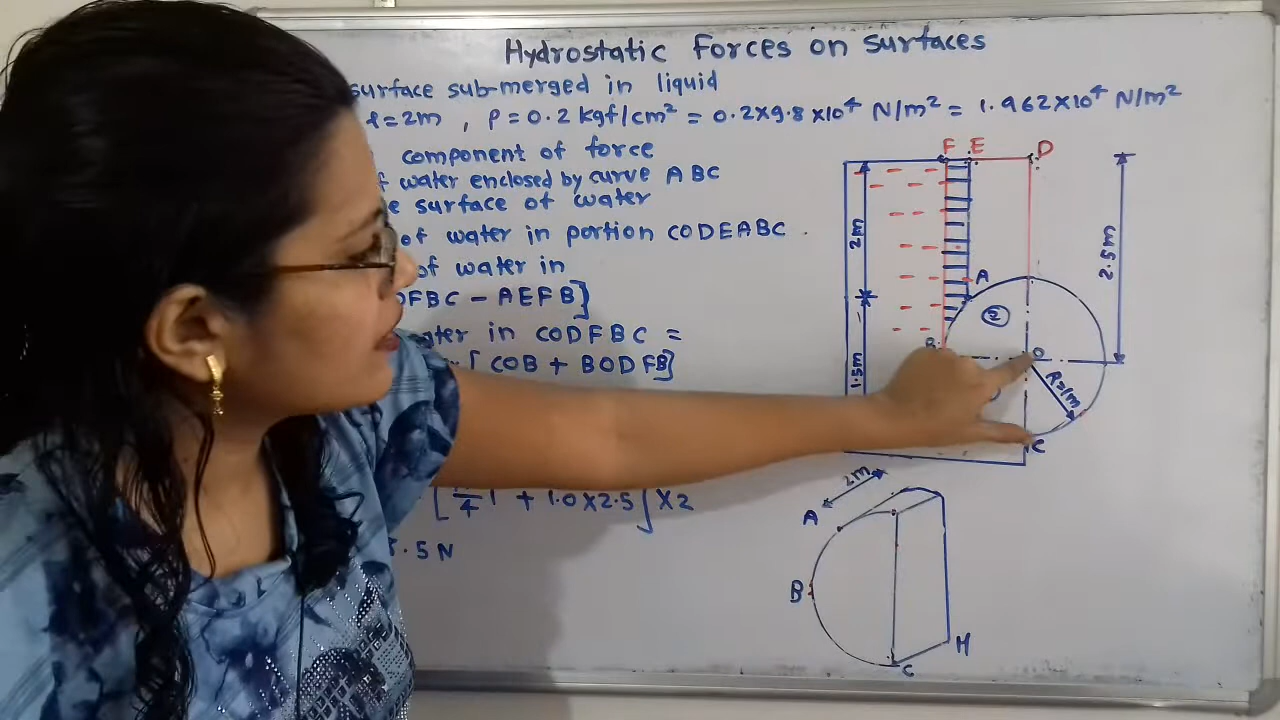 Hydrostatic Forces on surfaces
surface sub-merged in liquid
l=2m, P=0.2 kgf/cm² = 0.2x9.8x10⁴ N/m² = 1.962x10⁴ N/m²
component of force
of water enclosed by curve ABC
surface of water
of water in portion CODEABC.
of water in
FBC - AEFB]
in CODFBC =
[COB + BODFB]
+ 1.0x2.5] x2
.5N
F E D
2m
2.5m
A
2
B
O
1.5m
R=1m
C
2m
A
B
H
C